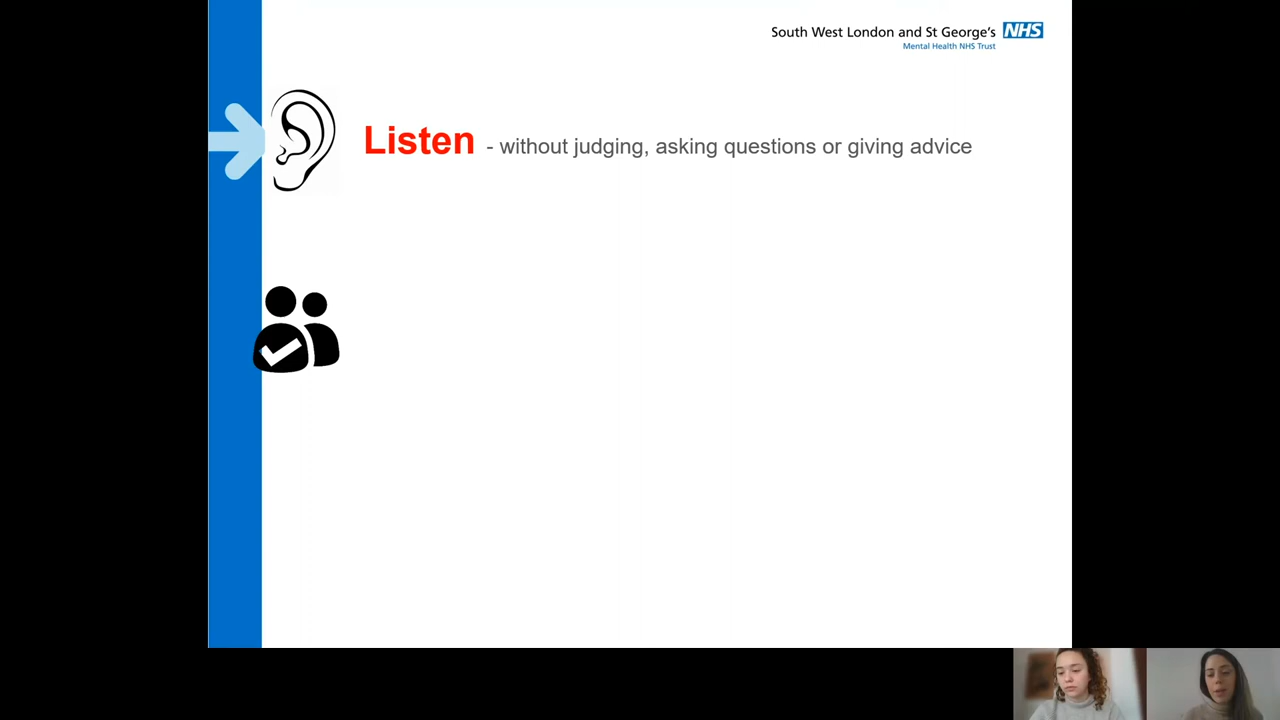 South West London and St George's NHS
Mental Health NHS Trust
Listen - without judging, asking questions or giving advice